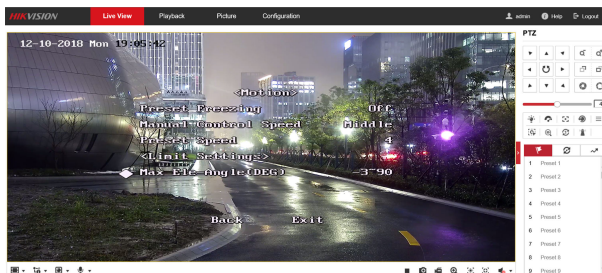 HIKVISION Live View Playback Picture Configuration admin Help Logout
PTZ
12-10-2018 Mon 19:05:42
<Motion>
Preset Freezing Off
Manual Control Speed Middle
Preset Speed 4
<Limit Settings>
Max Ele-Angle(DEG) -3~90
Back Exit
4
1 Preset 1
2 Preset 2
3 Preset 3
4 Preset 4
5 Preset 5
6 Preset 6
7 Preset 7
8 Preset 8
9 Preset 9